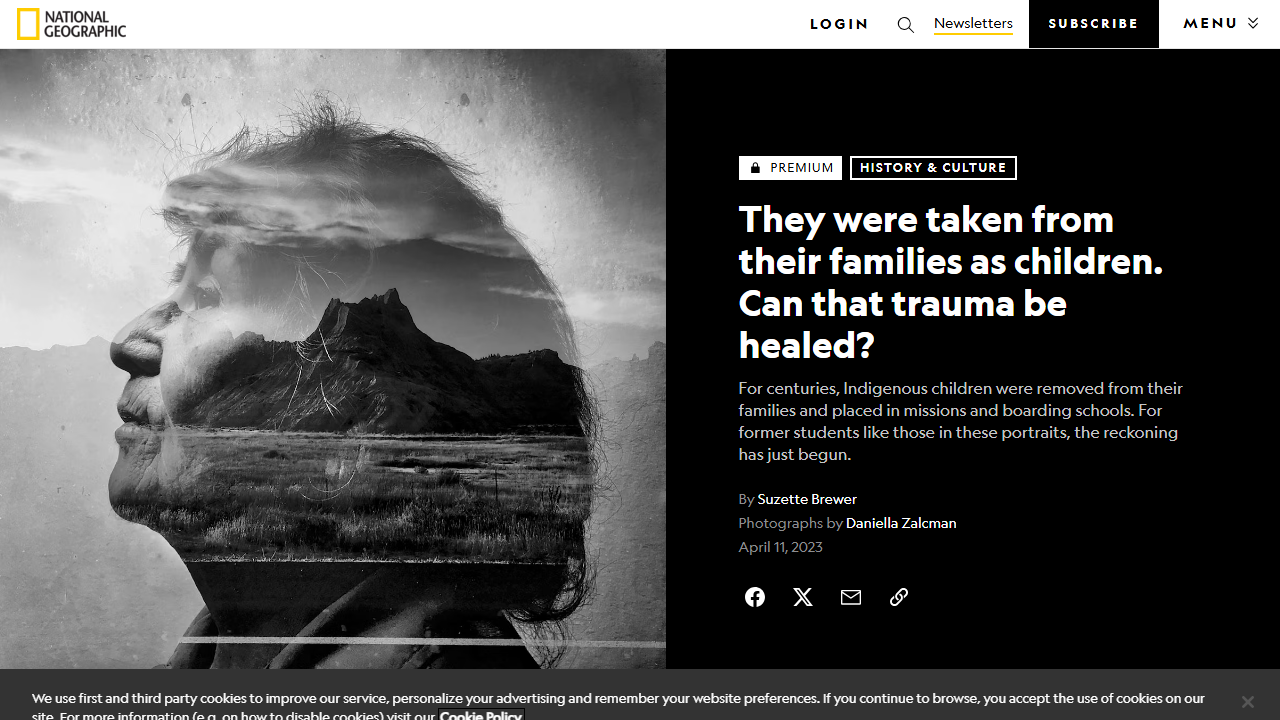 NATIONAL
GEOGRAPHIC
LOGIN
Newsletters
SUBSCRIBE
MENU
PREMIUM
HISTORY & CULTURE
They were taken from
their families as children.
Can that trauma be
healed?
For centuries, Indigenous children were removed from their
families and placed in missions and boarding schools. For
former students like those in these portraits, the reckoning
has just begun.
By Suzette Brewer
Photographs by Daniella Zalcman
April 11, 2023
We use first and third party cookies to improve our service, personalize your advertising and remember your website preferences. If you continue to browse, you accept the use of cookies on our
site. For more information (e.g. on how to disable cookies) visit our Cookie Policy